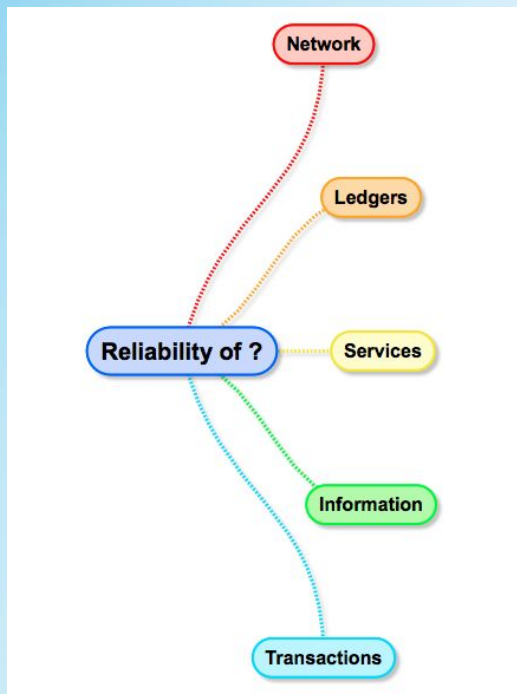 Network
Ledgers
Reliability of ?
Services
Information
Transactions